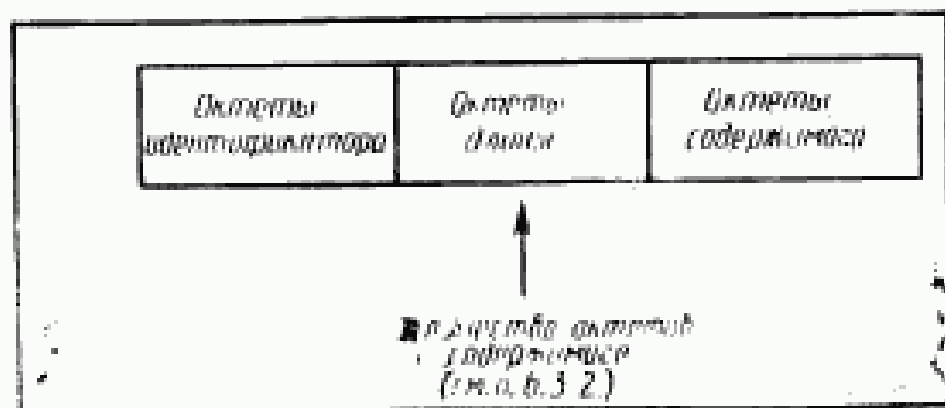 Октеты
идентификатора
Октеты
длины
Октеты
содержимого
Количество октетов
содержимого
(см. п. 6.3.2.)